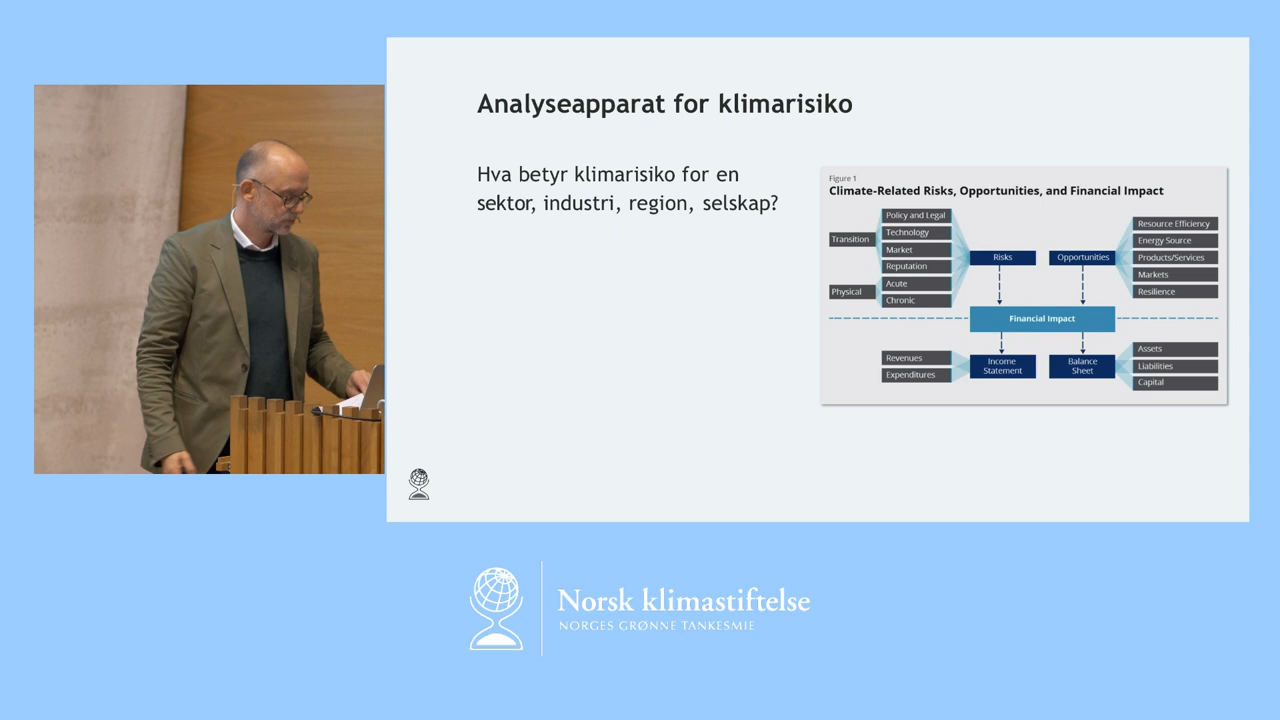 Analyseapparat for klimarisiko
Hva betyr klimarisiko for en
sektor, industri, region, selskap?
Figure 1
Climate-Related Risks, Opportunities, and Financial Impact
Transition
Physical
Policy and Legal
Technology
Market
Reputation
Acute
Chronic
Risks
Opportunities
Resource Efficiency
Energy Source
Products/Services
Markets
Resilience
Financial Impact
Revenues
Expenditures
Income
Statement
Balance
Sheet
Assets
Liabilities
Capital
Norsk klimastiftelse
NORGES GRØNNE TANKESMIE